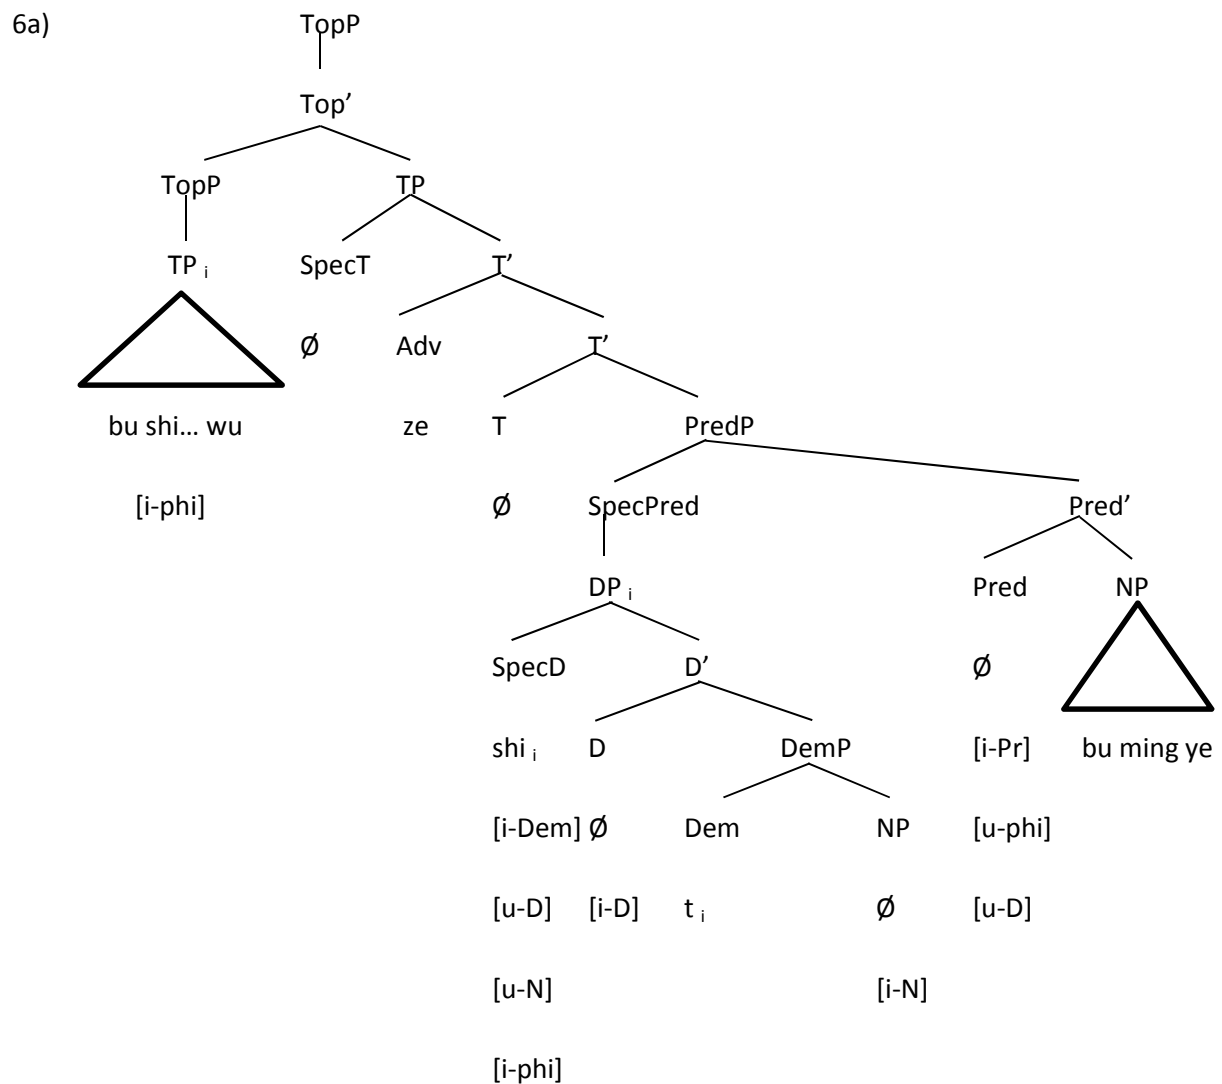 6a) TopP
Top’
TopP TP
TP i SpecT T’
Ø Adv T’
bu shi… wu ze T PredP
[i-phi] Ø SpecPred Pred’
DP i Pred NP
SpecD D’ Ø
shi i D DemP [i-Pr] bu ming ye
[i-Dem] Ø Dem NP [u-phi]
[u-D] [i-D] t i Ø [u-D]
[u-N] [i-N]
[i-phi]